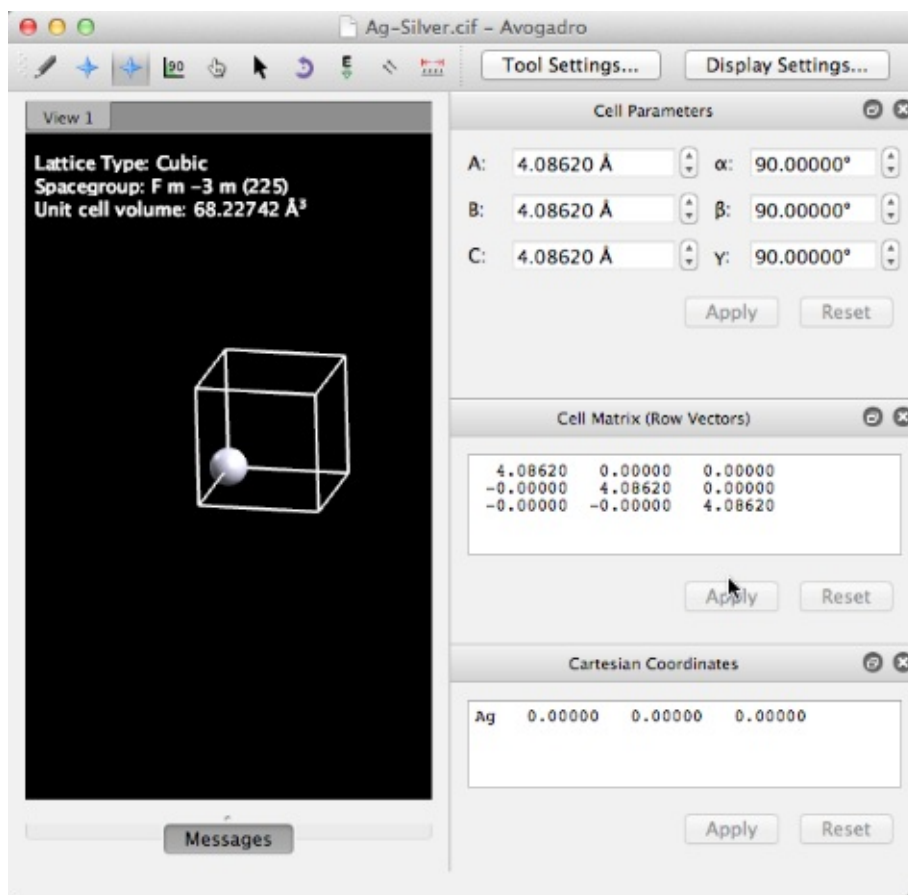 Ag-Silver.cif - Avogadro
90
E
Tool Settings...
Display Settings...
View 1
Lattice Type: Cubic
Spacegroup: F m -3 m (225)
Unit cell volume: 68.22742 Å³
Cell Parameters
A: 4.08620 Å α: 90.00000°
B: 4.08620 Å β: 90.00000°
C: 4.08620 Å γ: 90.00000°
Apply Reset
Cell Matrix (Row Vectors)
4.08620 0.00000 0.00000
-0.00000 4.08620 0.00000
-0.00000 -0.00000 4.08620
Apply Reset
Cartesian Coordinates
Ag 0.00000 0.00000 0.00000
Apply Reset
Messages